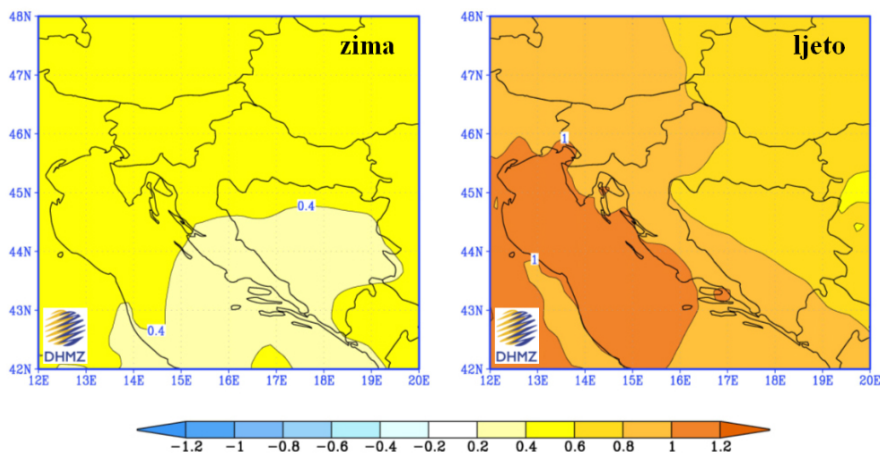 48N
47N
46N
45N
44N
43N
42N
12E 13E 14E 15E 16E 17E 18E 19E 20E
zima
0.4
0.4
DHMZ
48N
47N
46N
45N
44N
43N
42N
12E 13E 14E 15E 16E 17E 18E 19E 20E
ljeto
1
1
DHMZ
-1.2 -1 -0.8 -0.6 -0.4 -0.2 0.2 0.4 0.6 0.8 1 1.2